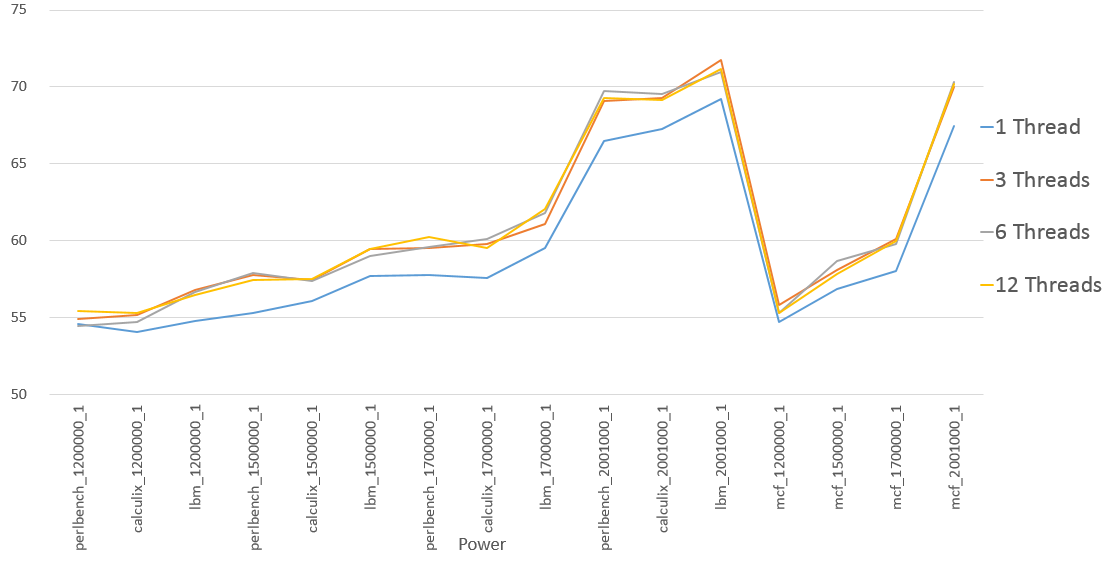 75
70
65
60
55
50
perlbench_1200000_1
calculix_1200000_1
lbm_1200000_1
perlbench_1500000_1
calculix_1500000_1
lbm_1500000_1
perlbench_1700000_1
calculix_1700000_1
lbm_1700000_1
perlbench_2001000_1
calculix_2001000_1
lbm_2001000_1
mcf_1200000_1
mcf_1500000_1
mcf_1700000_1
mcf_2001000_1
Power
1 Thread
3 Threads
6 Threads
12 Threads